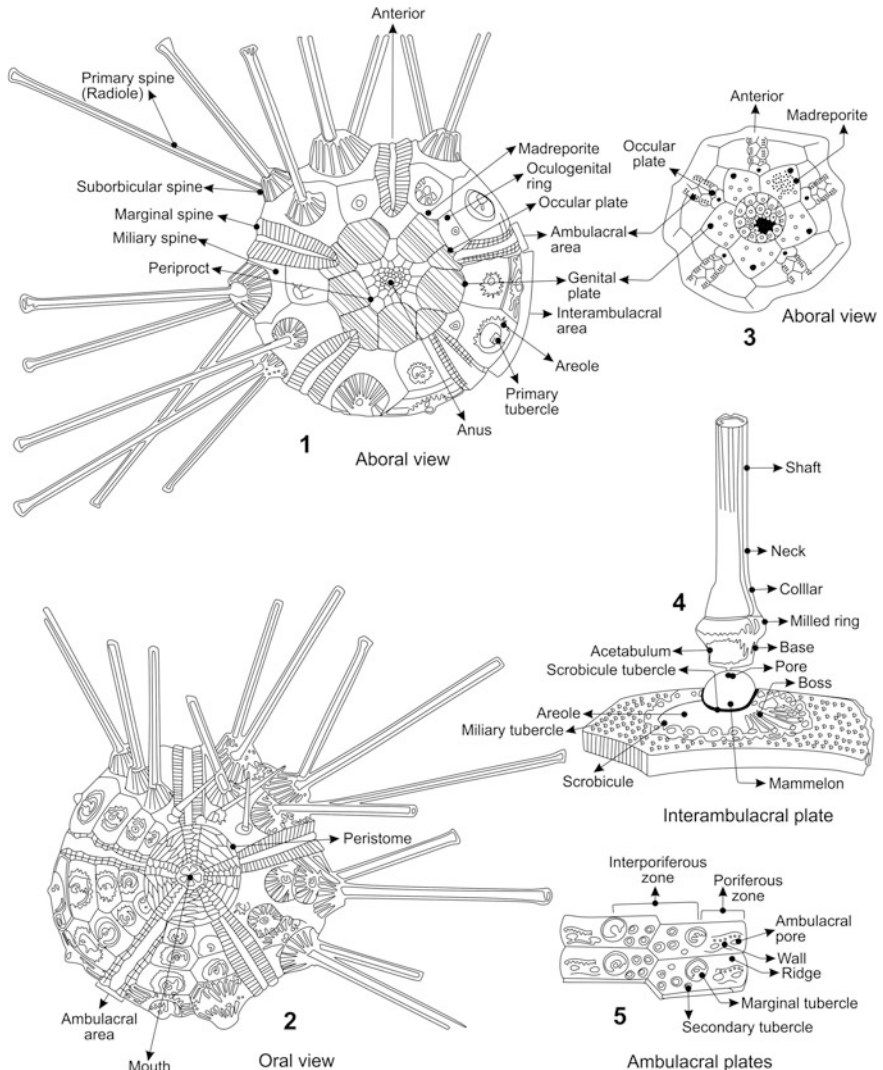 Anterior
Primary spine
(Radiole)
Suborbicular spine
Marginal spine
Miliary spine
Periproct
Madreporite
Oculogenital
ring
Occular plate
Ambulacral
area
Genital
plate
Interambulacral
area
Areole
Primary
tubercle
Anus
1
Aboral view
Anterior
Madreporite
Occular
plate
3
Aboral view
Shaft
Neck
Colllar
4
Milled ring
Acetabulum
Base
Scrobicule tubercle
Pore
Boss
Areole
Miliary tubercle
Scrobicule
Mammelon
Interambulacral plate
Peristome
Ambulacral
area
2
Mouth
Oral view
Interporiferous
zone
Poriferous
zone
Ambulacral
pore
Wall
Ridge
Marginal tubercle
5
Secondary tubercle
Ambulacral plates